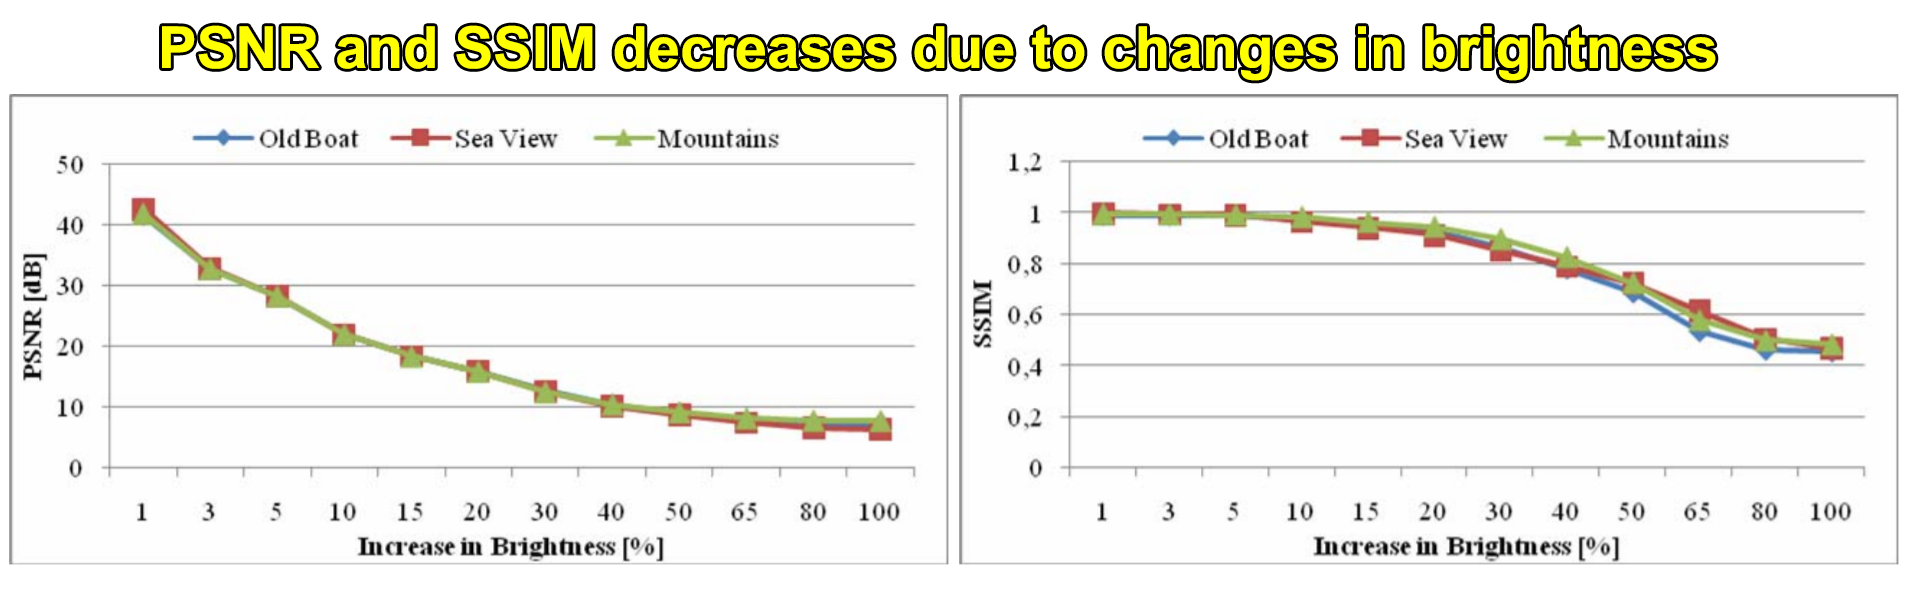 PSNR and SSIM decreases due to changes in brightness
Old Boat Sea View Mountains
50
40
30
20
10
0
PSNR [dB]
1 3 5 10 15 20 30 40 50 65 80 100
Increase in Brightness [%]
Old Boat Sea View Mountains
1,2
1
0,8
0,6
0,4
0,2
0
SSIM
1 3 5 10 15 20 30 40 50 65 80 100
Increase in Brightness [%]